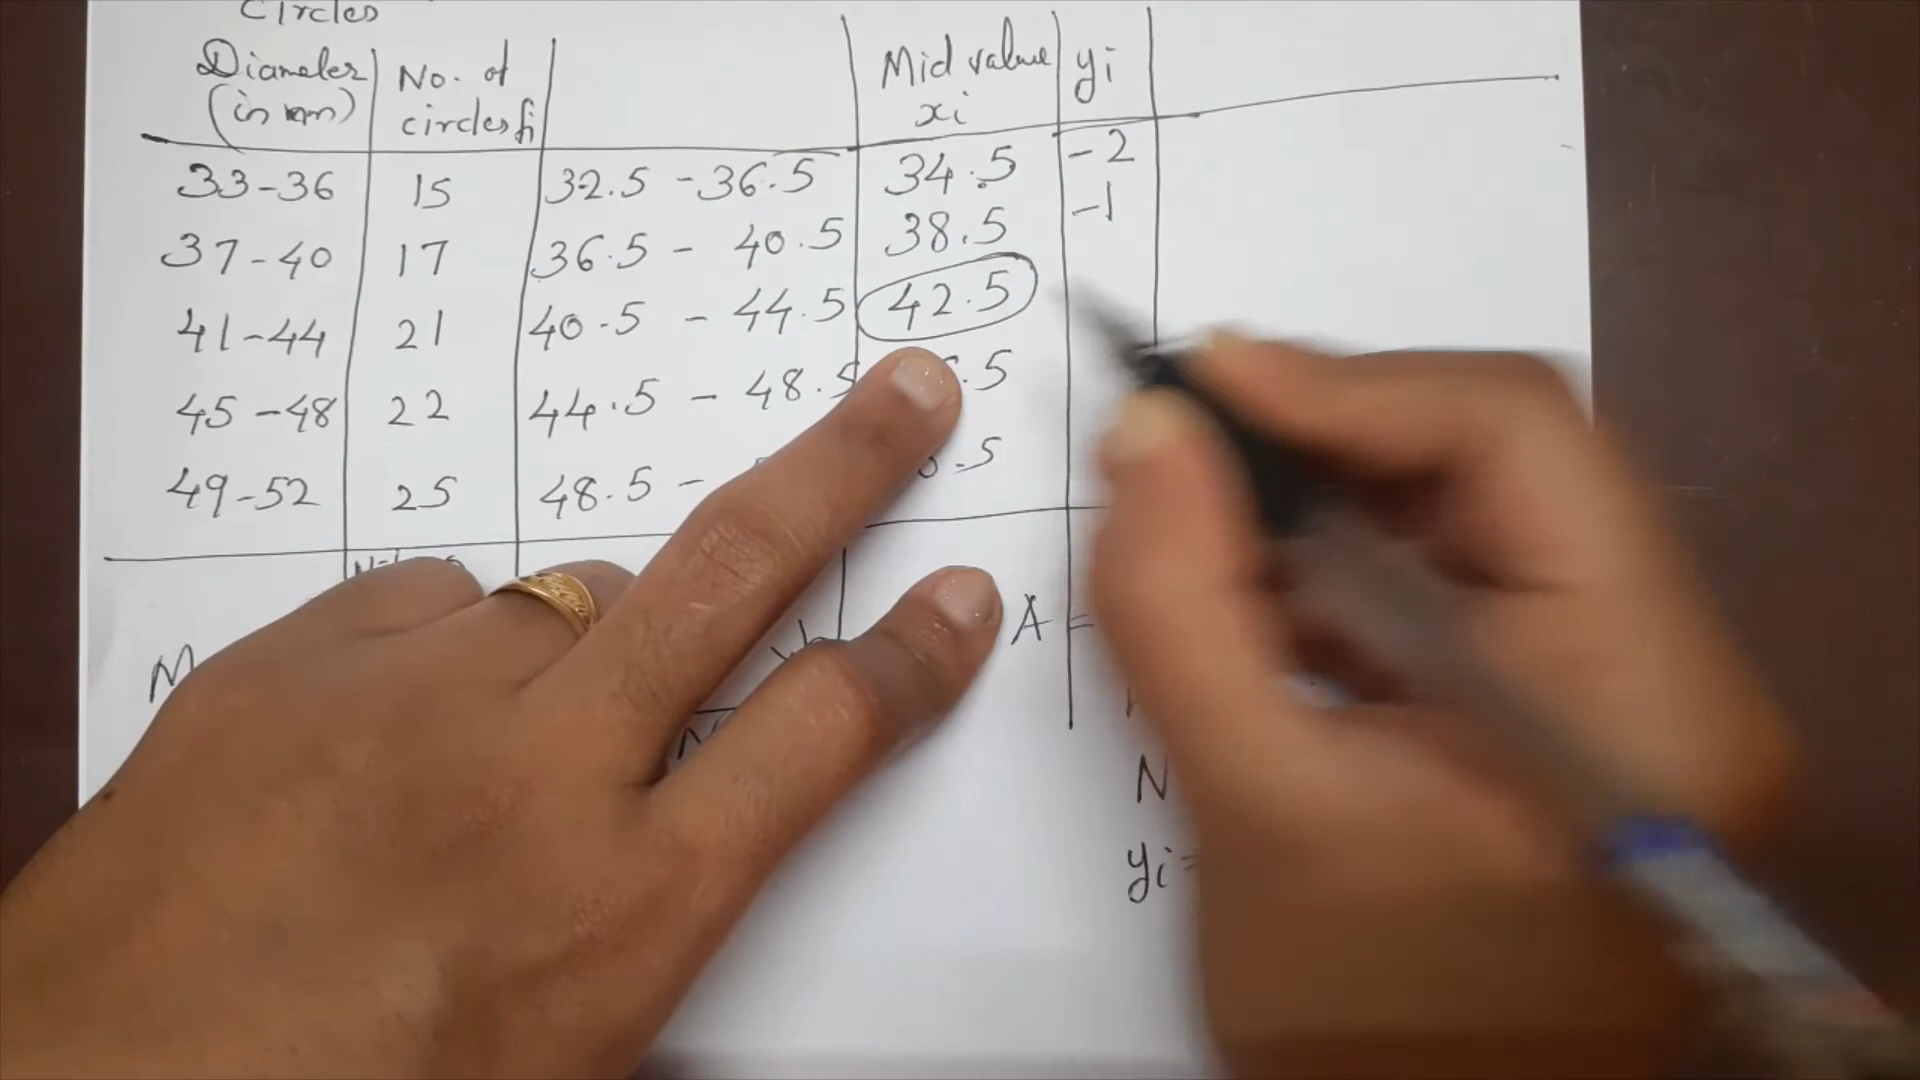 Circles
Diameter (in mm) No. of circles fi Mid value xi yi
33-36 15 32.5 - 36.5 34.5 -2
37-40 17 36.5 - 40.5 38.5 -1
41-44 21 40.5 - 44.5 42.5
45-48 22 44.5 - 48.5 .5
49-52 25 48.5 - .5
A =
N
yi =